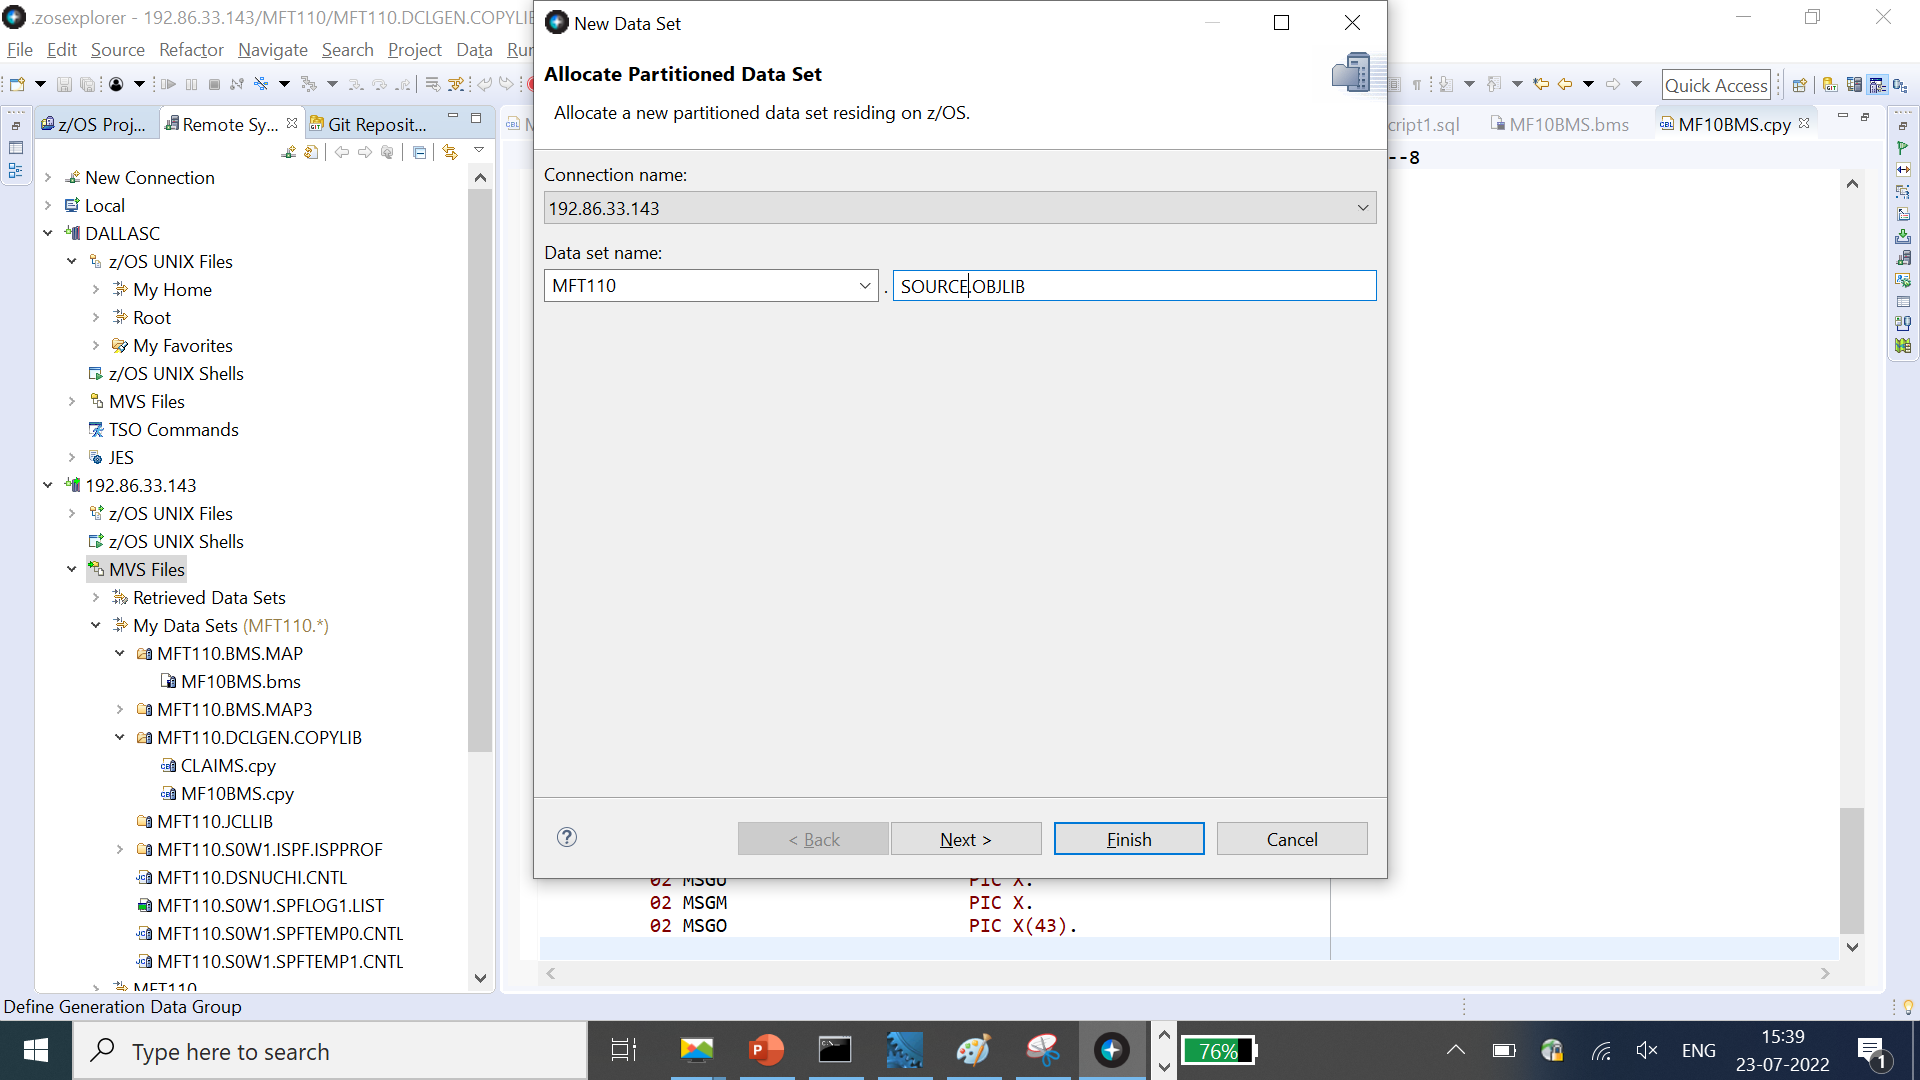 .zosexplorer - 192.86.33.143/MFT110/MFT110.DCLGEN.COPYLIB
File Edit Source Refactor Navigate Search Project Data Run
Quick Access
z/OS Proj...
Remote Sy...
Git Reposit...
New Connection
Local
DALLASC
z/OS UNIX Files
My Home
Root
My Favorites
z/OS UNIX Shells
MVS Files
TSO Commands
JES
192.86.33.143
z/OS UNIX Files
z/OS UNIX Shells
MVS Files
Retrieved Data Sets
My Data Sets (MFT110.*)
MFT110.BMS.MAP
MF10BMS.bms
MFT110.BMS.MAP3
MFT110.DCLGEN.COPYLIB
CLAIMS.cpy
MF10BMS.cpy
MFT110.JCLLIB
MFT110.S0W1.ISPF.ISPPROF
MFT110.DSNUCHI.CNTL
MFT110.S0W1.SPFLOG1.LIST
MFT110.S0W1.SPFTEMP0.CNTL
MFT110.S0W1.SPFTEMP1.CNTL
MFT110
New Data Set
Allocate Partitioned Data Set
Allocate a new partitioned data set residing on z/OS.
Connection name:
192.86.33.143
Data set name:
MFT110 . SOURCE.OBJLIB
< Back
Next >
Finish
Cancel
cript1.sql
MF10BMS.bms
MF10BMS.cpy
--8
02 MSGM PIC X.
02 MSGO PIC X(43).
Define Generation Data Group
Type here to search
76%
ENG
15:39
23-07-2022
1